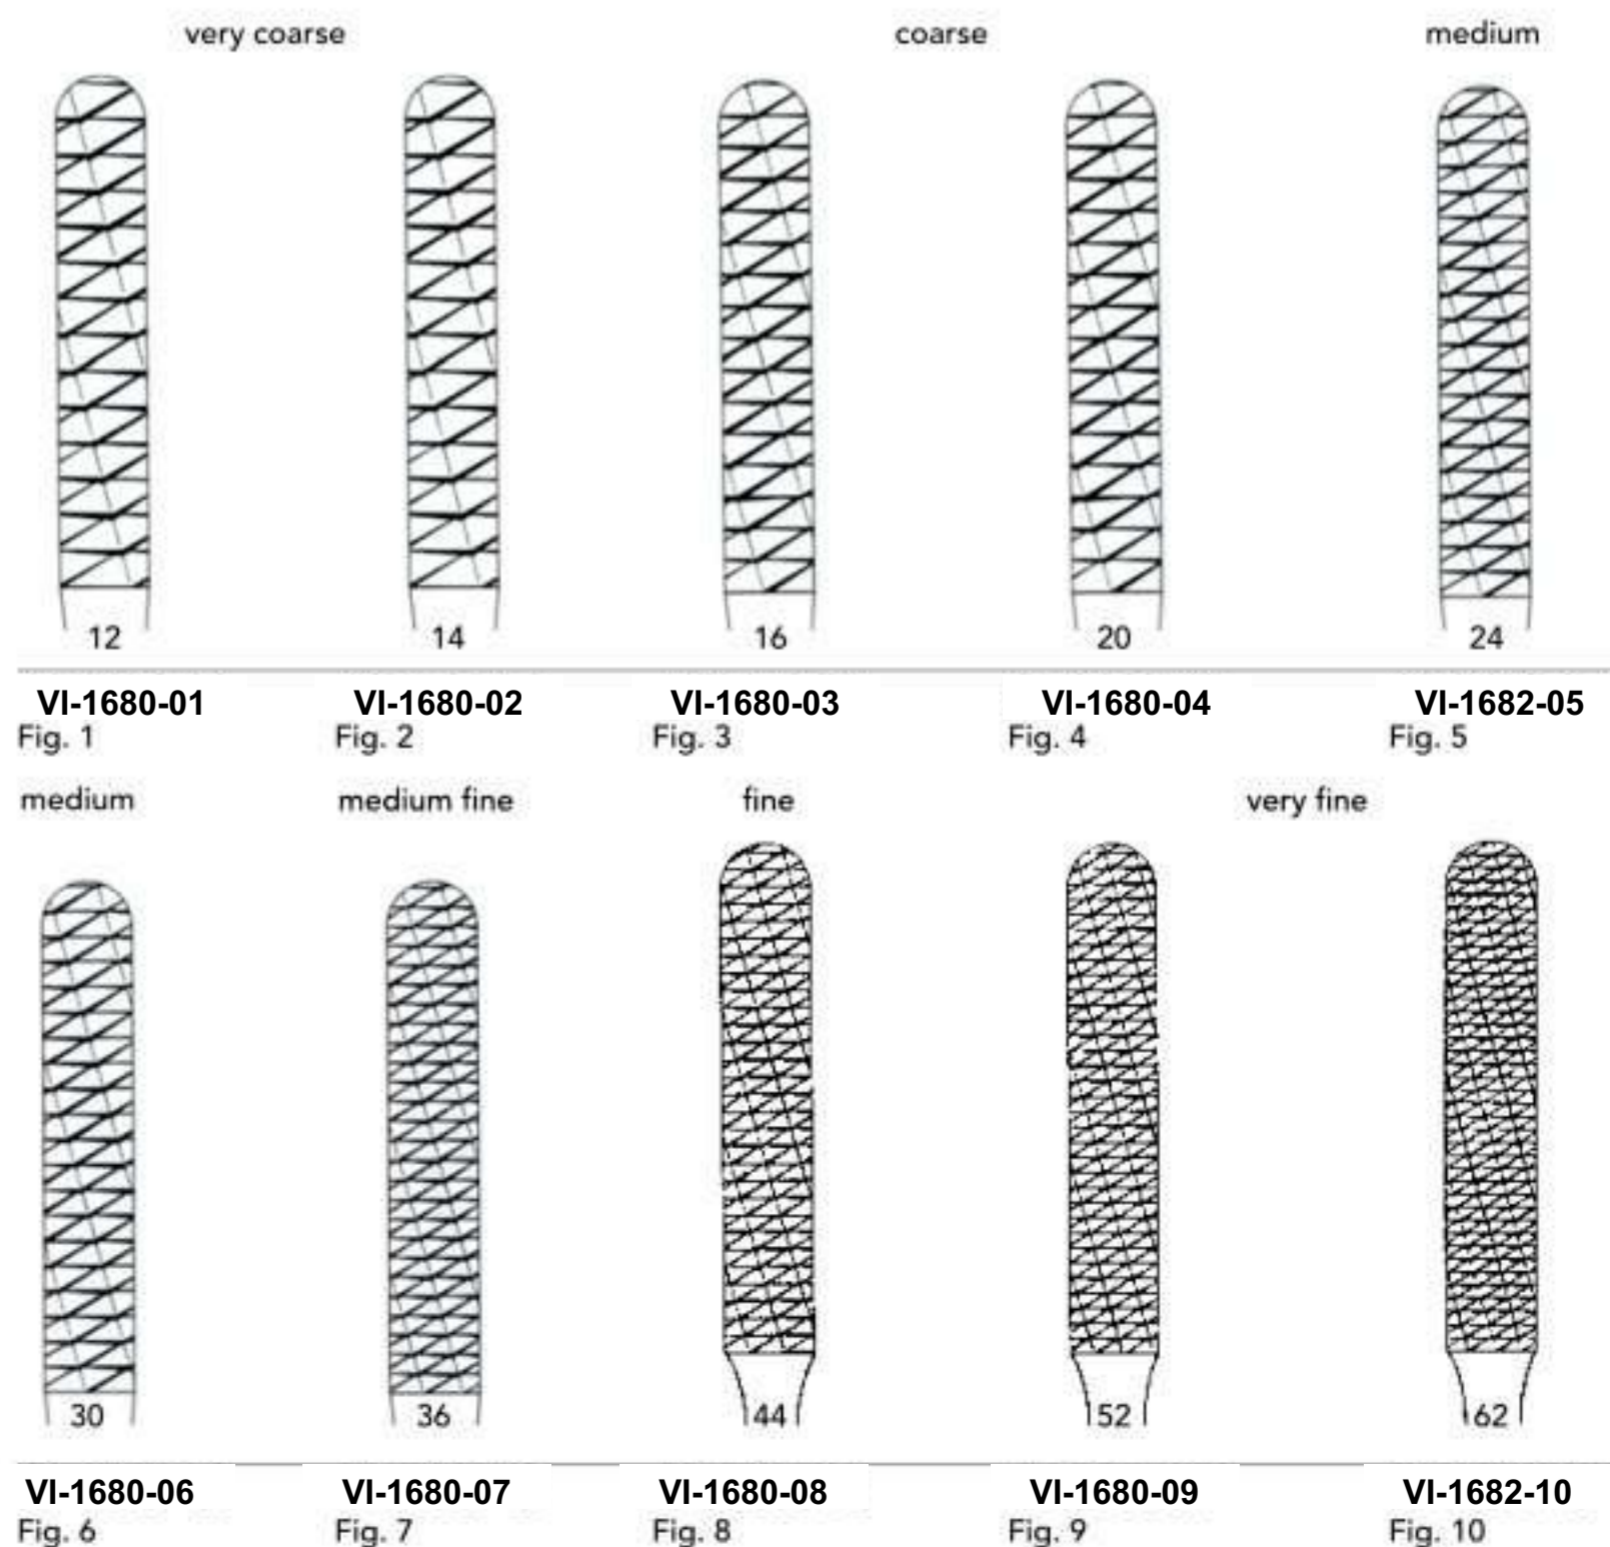 very coarse coarse medium
12 14 16 20 24
VI-1680-01 VI-1680-02 VI-1680-03 VI-1680-04 VI-1682-05
Fig. 1 Fig. 2 Fig. 3 Fig. 4 Fig. 5
medium medium fine fine very fine
30 36 44 52 62
VI-1680-06 VI-1680-07 VI-1680-08 VI-1680-09 VI-1682-10
Fig. 6 Fig. 7 Fig. 8 Fig. 9 Fig. 10